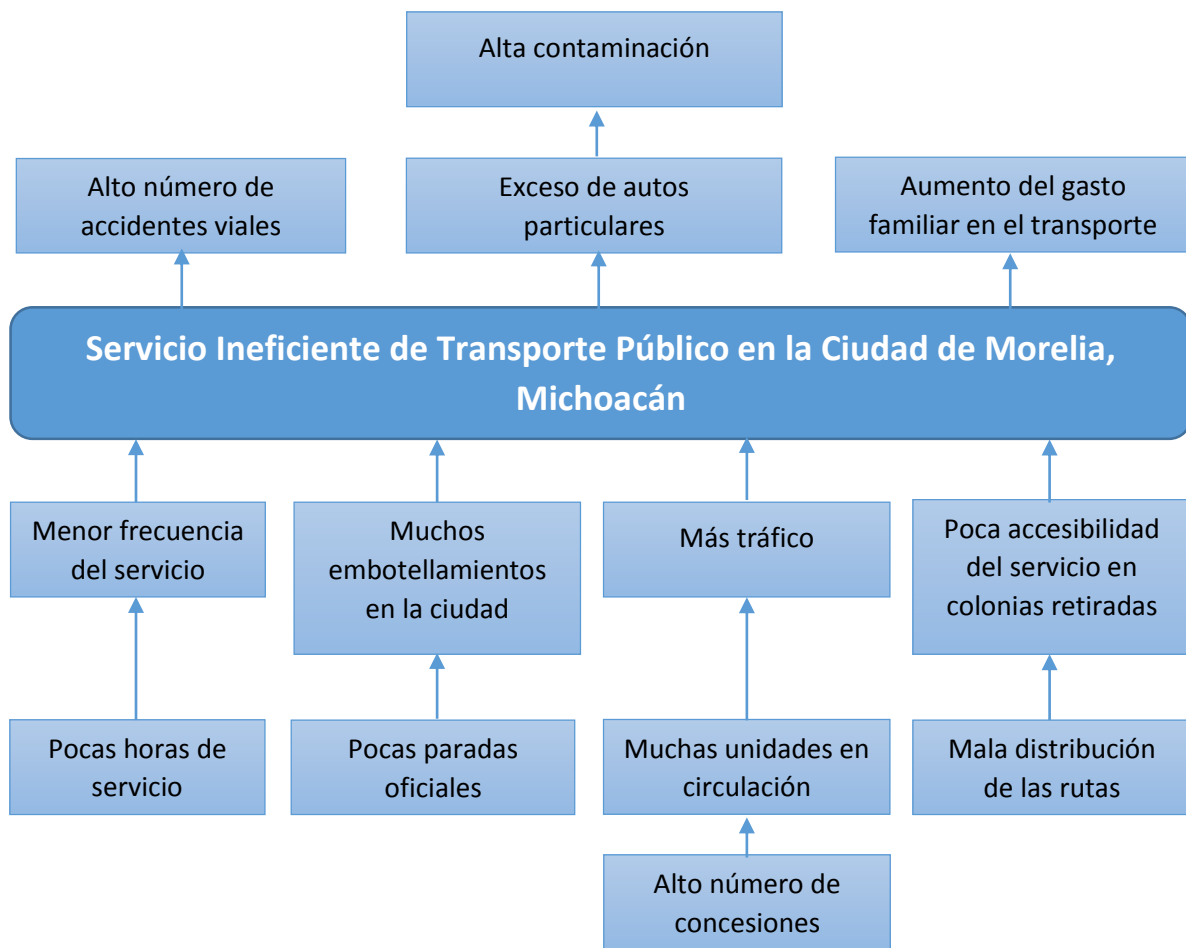 Alta contaminación
Alto número de
accidentes viales
Exceso de autos
particulares
Aumento del gasto
familiar en el transporte
Servicio Ineficiente de Transporte Público en la Ciudad de Morelia,
Michoacán
Menor frecuencia
del servicio
Muchos
embotellamientos
en la ciudad
Más tráfico
Poca accesibilidad
del servicio en
colonias retiradas
Pocas horas de
servicio
Pocas paradas
oficiales
Muchas unidades en
circulación
Mala distribución
de las rutas
Alto número de
concesiones